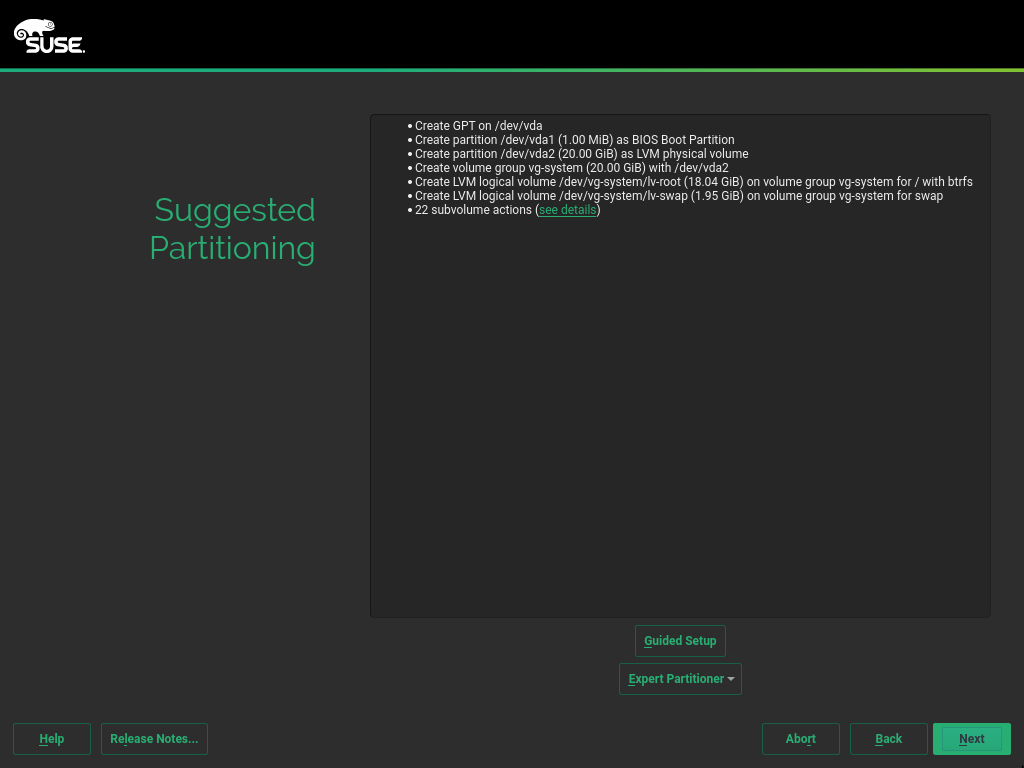 SUSE.
Suggested
Partitioning
• Create GPT on /dev/vda
• Create partition /dev/vda1 (1.00 MiB) as BIOS Boot Partition
• Create partition /dev/vda2 (20.00 GiB) as LVM physical volume
• Create volume group vg-system (20.00 GiB) with /dev/vda2
• Create LVM logical volume /dev/vg-system/lv-root (18.04 GiB) on volume group vg-system for / with btrfs
• Create LVM logical volume /dev/vg-system/lv-swap (1.95 GiB) on volume group vg-system for swap
• 22 subvolume actions (see details)
Guided Setup
Expert Partitioner
Help Release Notes... Abort Back Next